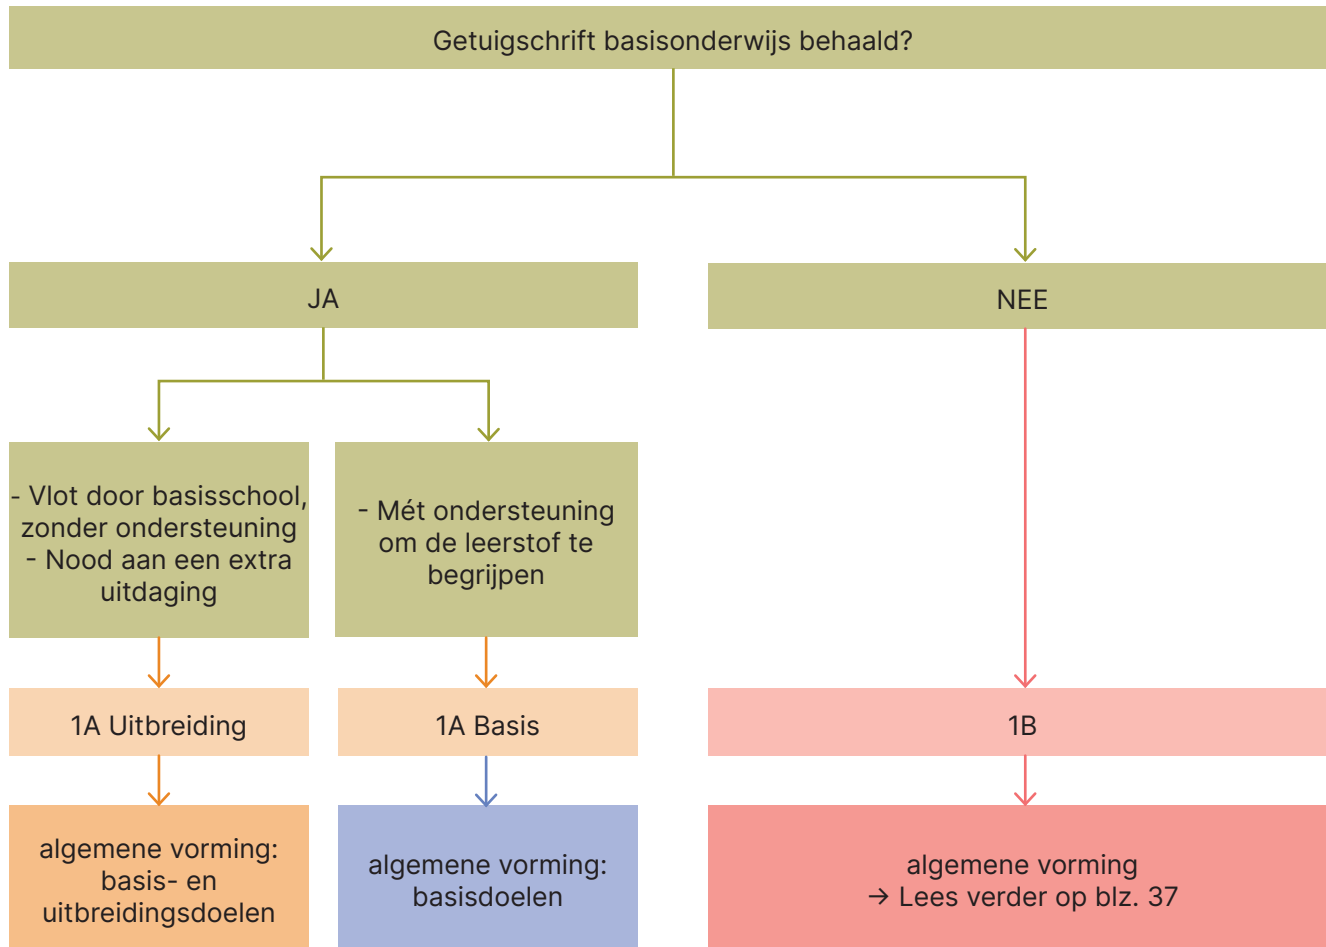 Getuigschrift basisonderwijs behaald?
JA
NEE
- Vlot door basisschool,
zonder ondersteuning
- Nood aan een extra
uitdaging
- Mét ondersteuning
om de leerstof te
begrijpen
1A Uitbreiding
1A Basis
1B
algemene vorming:
basis- en
uitbreidingsdoelen
algemene vorming:
basisdoelen
algemene vorming
→ Lees verder op blz. 37